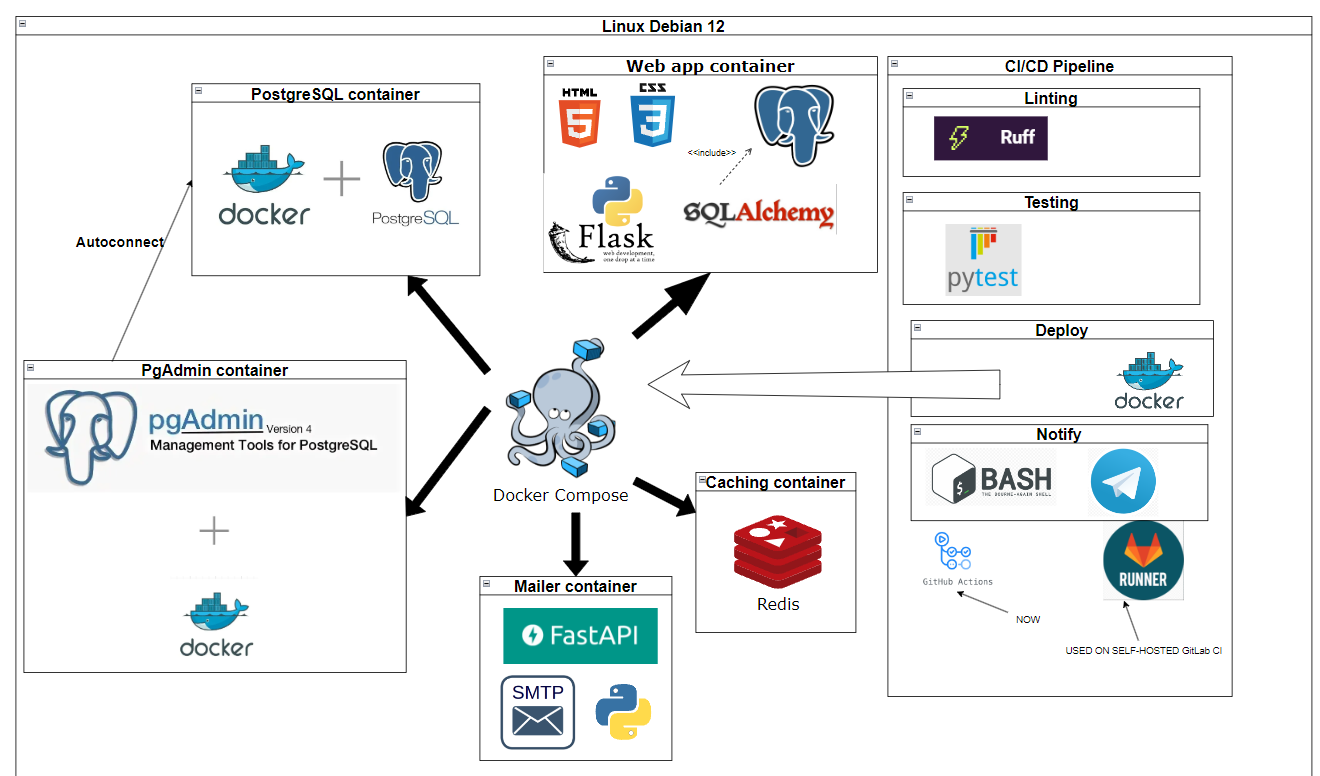 Linux Debian 12
PostgreSQL container
docker
PostgreSQL
Autoconnect
PgAdmin container
pgAdmin Version 4
Management Tools for PostgreSQL
docker
Web app container
HTML
5
CSS
3
<<include>>
Flask
web development,
one drop at a time
SQLAlchemy
Docker Compose
Caching container
Redis
Mailer container
FastAPI
SMTP
CI/CD Pipeline
Linting
Ruff
Testing
pytest
Deploy
docker
Notify
$_
BASH
THE BOURNE-AGAIN SHELL
GitHub Actions
RUNNER
NOW
USED ON SELF-HOSTED GitLab CI